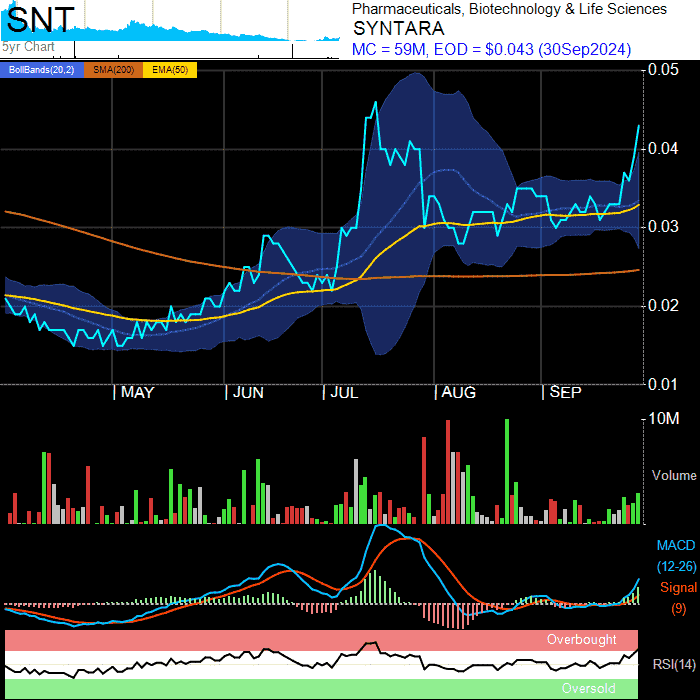 SNT
5yr Chart
Pharmaceuticals, Biotechnology & Life Sciences
SYNTARA
MC = 59M, EOD = $0.043 (30Sep2024)
BollBands(20,2) SMA(200) EMA(50)
0.05
0.04
0.03
0.02
0.01
MAY JUN JUL AUG SEP
10M
Volume
MACD
(12-26)
Signal
(9)
Overbought
RSI(14)
Oversold